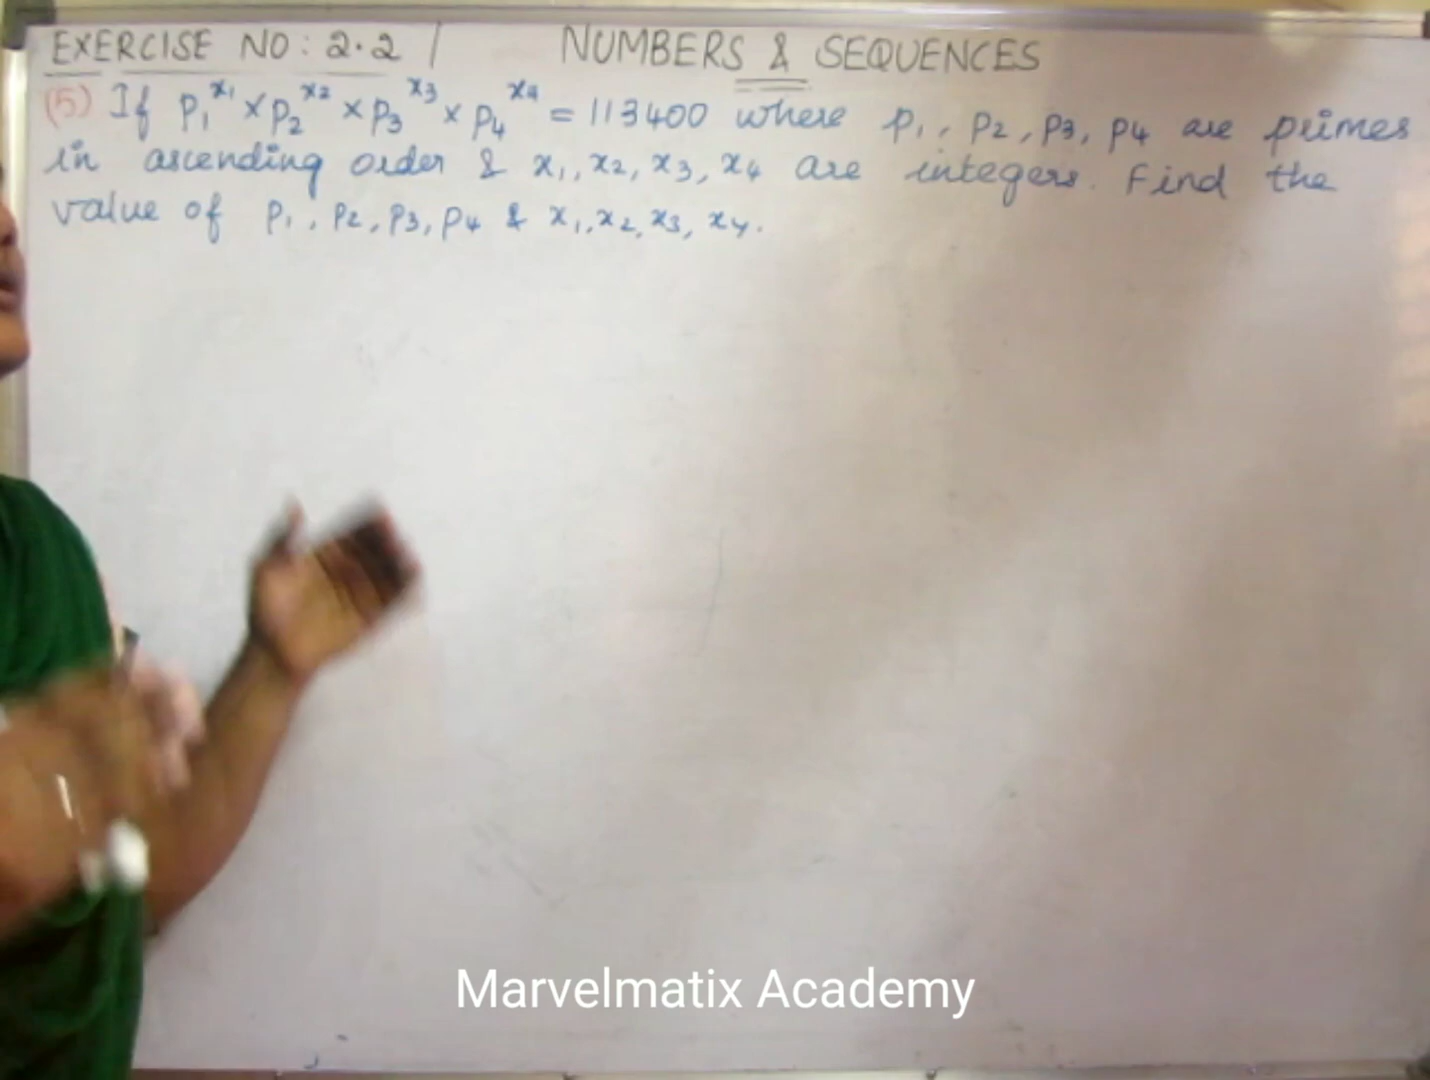 EXERCISE NO: 2.2 / NUMBERS & SEQUENCES
(5) If p₁^x₁ × p₂^x₂ × p₃^x₃ × p₄^x₄ = 113400 where p₁, p₂, p₃, p₄ are primes
in ascending order & x₁, x₂, x₃, x₄ are integers. Find the
value of p₁, p₂, p₃, p₄ & x₁, x₂, x₃, x₄.
Marvelmatix Academy